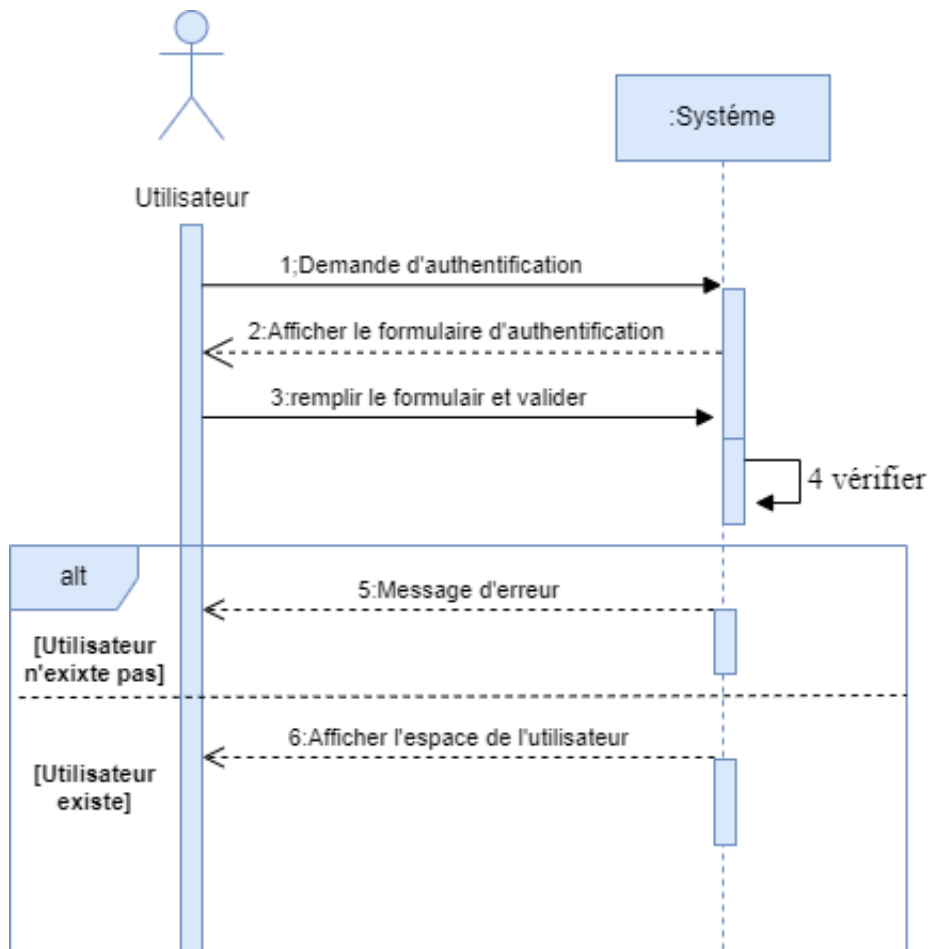 :Systéme
Utilisateur
1;Demande d'authentification
2:Afficher le formulaire d'authentification
3:remplir le formulair et valider
4 vérifier
alt
5:Message d'erreur
[Utilisateur
n'exixte pas]
6:Afficher l'espace de l'utilisateur
[Utilisateur
existe]